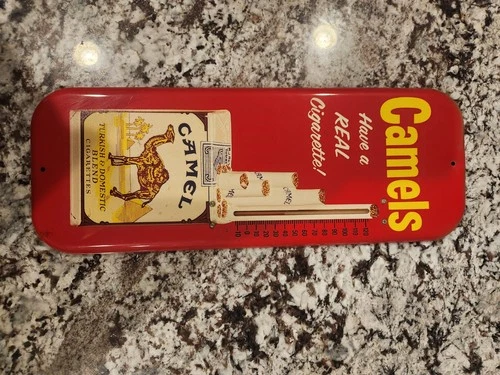 Camels
Have a
REAL
Cigarette!
CAMEL
TURKISH & DOMESTIC
BLEND
CIGARETTES